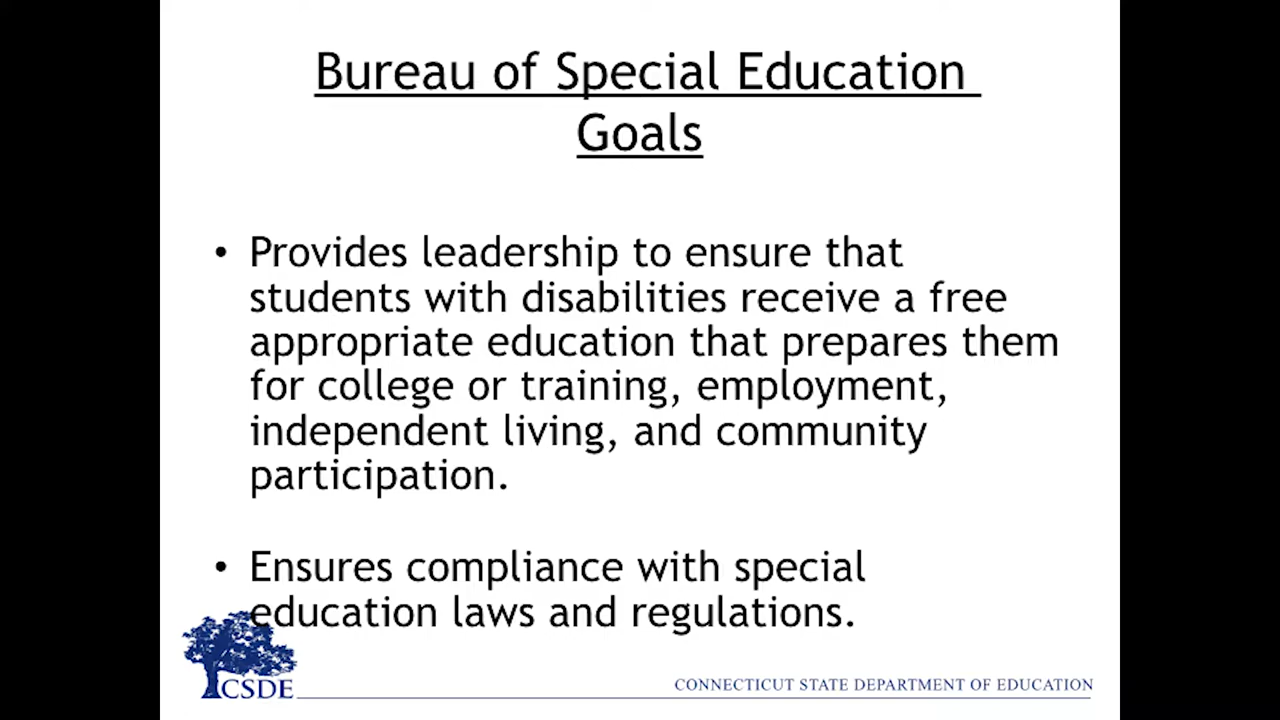 Bureau of Special Education
Goals
• Provides leadership to ensure that
students with disabilities receive a free
appropriate education that prepares them
for college or training, employment,
independent living, and community
participation.
• Ensures compliance with special
education laws and regulations.
CSDE
CONNECTICUT STATE DEPARTMENT OF EDUCATION